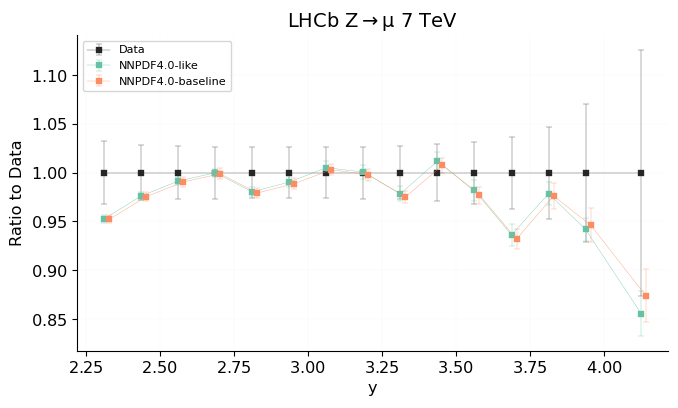 LHCb Z→μ 7 TeV
Data
NNPDF4.0-like
NNPDF4.0-baseline
Ratio to Data
1.10
1.05
1.00
0.95
0.90
0.85
2.25 2.50 2.75 3.00 3.25 3.50 3.75 4.00
y